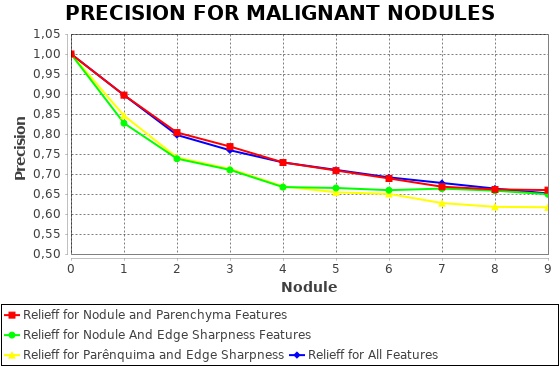 PRECISION FOR MALIGNANT NODULES
1,05
1,00
0,95
0,90
0,85
0,80
0,75
0,70
0,65
0,60
0,55
0,50
Precision
0 1 2 3 4 5 6 7 8 9
Nodule
Relieff for Nodule and Parenchyma Features
Relieff for Nodule And Edge Sharpness Features
Relieff for Parênquima and Edge Sharpness Relieff for All Features